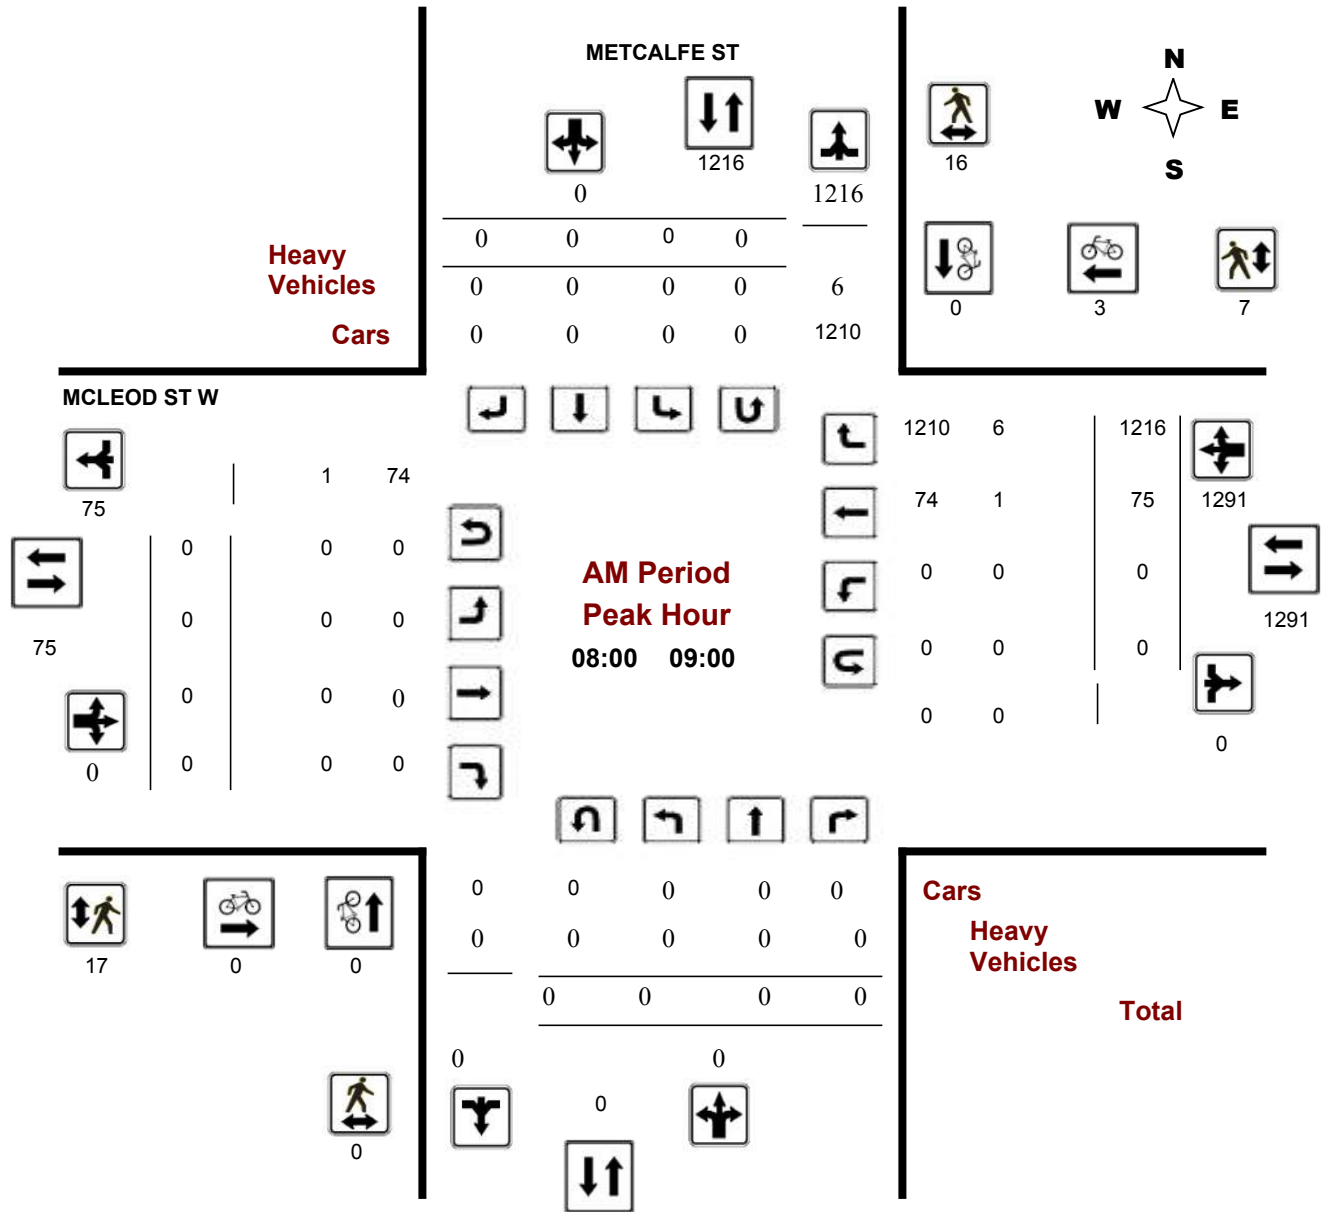 METCALFE ST
N
W E
S
1216
16
0
1216
0 0 0 0
Heavy
Vehicles
0 0 0 0 6
0 3 7
Cars
0 0 0 0 1210
MCLEOD ST W
1210 6 1216
1 74
75
74 1 75 1291
0 0 0
AM Period
0 0 0
0 0 0
Peak Hour
1291
75
08:00 09:00
0 0 0
0 0 0
0 0
0
0
0 0 0
0 0 0 0 0
Cars
0 0 0 0 0
Heavy
Vehicles
17 0 0
0 0 0 0
Total
0 0
0
0